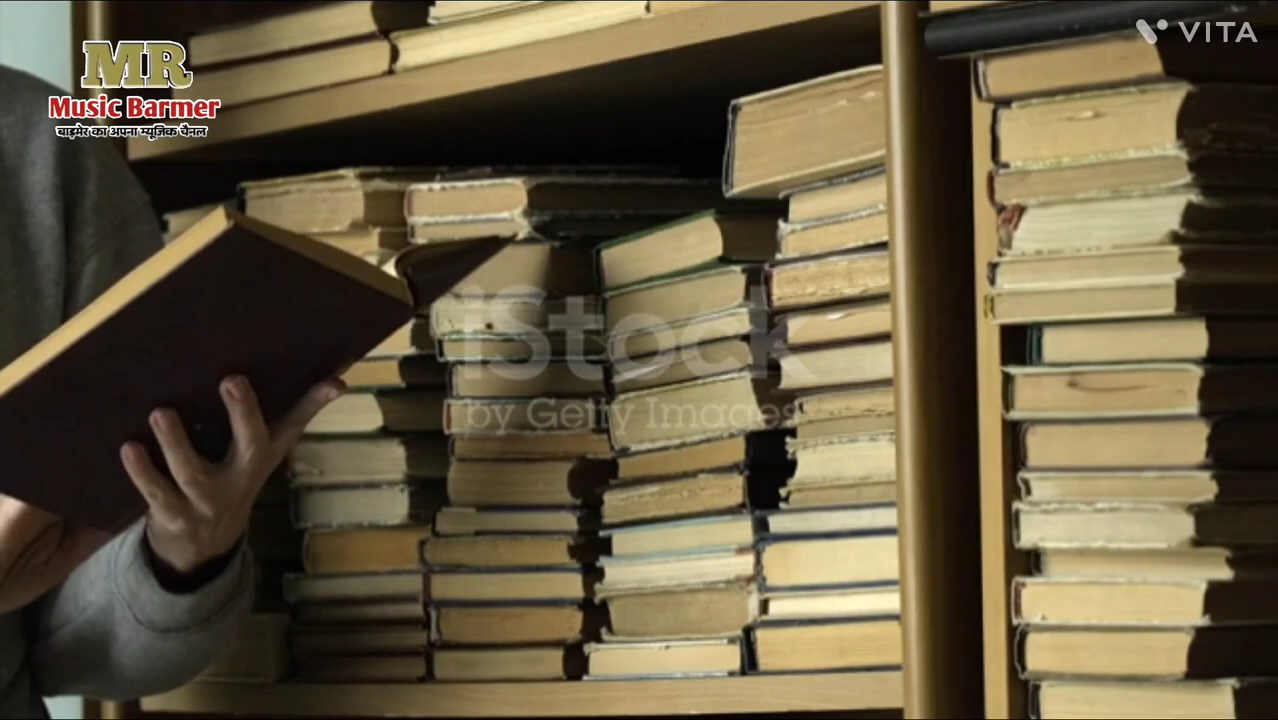 MR
Music Barmer
बाड़मेर का अपना म्यूजिक चैनल
VITA
iStock
by Getty Images